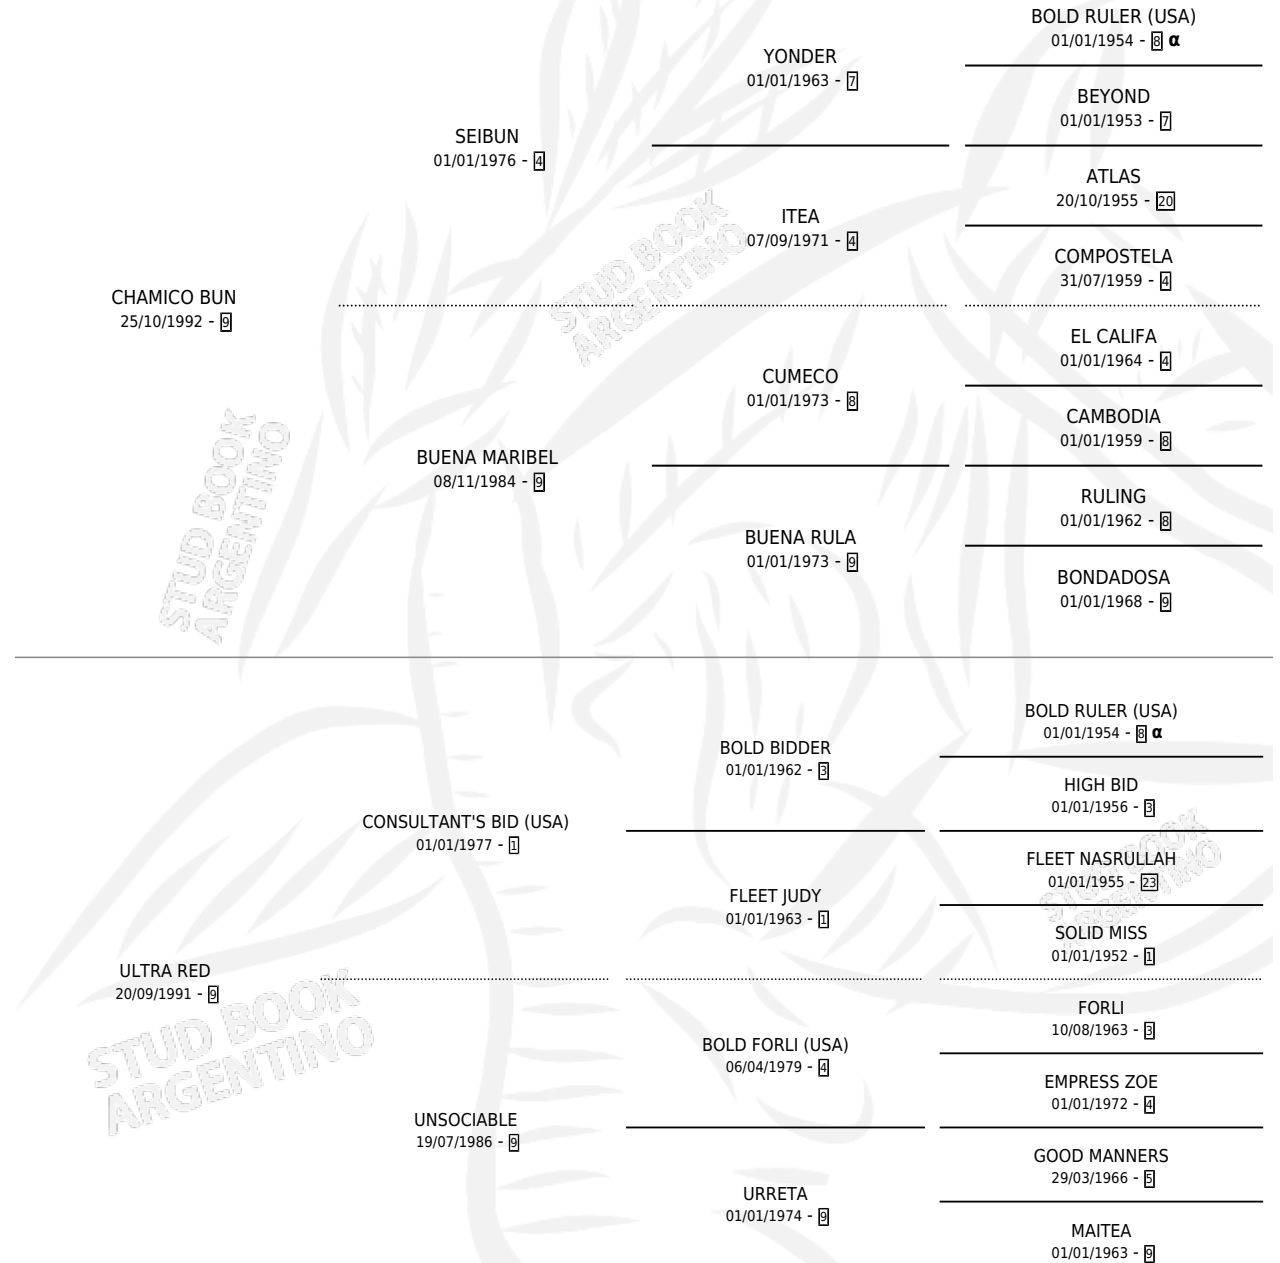 BOLD RULER (USA)
01/01/1954 - 8 α
YONDER
01/01/1963 - 7
BEYOND
01/01/1953 - 7
SEIBUN
01/01/1976 - 4
ATLAS
20/10/1955 - 20
ITEA
07/09/1971 - 4
COMPOSTELA
31/07/1959 - 4
CHAMICO BUN
25/10/1992 - 9
EL CALIFA
01/01/1964 - 4
CUMECO
01/01/1973 - 8
CAMBODIA
01/01/1959 - 8
BUENA MARIBEL
08/11/1984 - 9
RULING
01/01/1962 - 8
BUENA RULA
01/01/1973 - 9
BONDADOSA
01/01/1968 - 9
BOLD RULER (USA)
01/01/1954 - 8 α
BOLD BIDDER
01/01/1962 - 3
HIGH BID
01/01/1956 - 3
CONSULTANT'S BID (USA)
01/01/1977 - 1
FLEET NASRULLAH
01/01/1955 - 23
FLEET JUDY
01/01/1963 - 1
SOLID MISS
01/01/1952 - 1
ULTRA RED
20/09/1991 - 9
FORLI
10/08/1963 - 3
BOLD FORLI (USA)
06/04/1979 - 4
EMPRESS ZOE
01/01/1972 - 4
UNSOCIABLE
19/07/1986 - 9
GOOD MANNERS
29/03/1966 - 5
URRETA
01/01/1974 - 9
MAITEA
01/01/1963 - 9
STUD BOOK
ARGENTINO
STUD BOOK
ARGENTINO
STUD BOOK
ARGENTINO
STUD BOOK
ARGENTINO